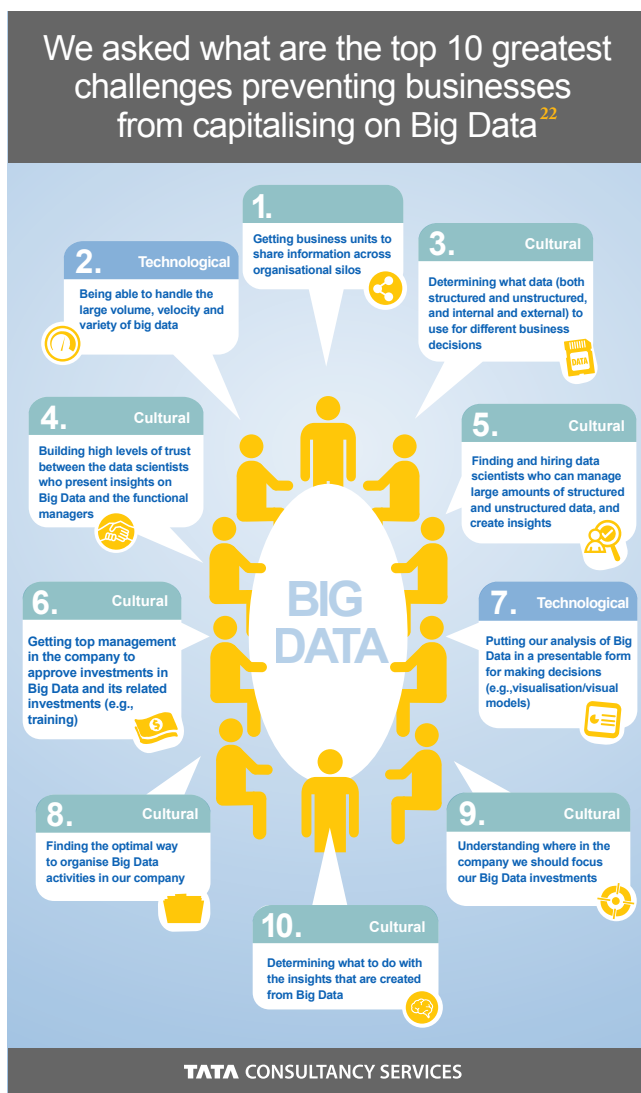 We asked what are the top 10 greatest
challenges preventing businesses
from capitalising on Big Data 22
1.
Getting business units to
share information across
organisational silos
2. Technological
Being able to handle the
large volume, velocity and
variety of big data
3. Cultural
Determining what data (both
structured and unstructured,
and internal and external) to
use for different business
decisions
DATA
4. Cultural
Building high levels of trust
between the data scientists
who present insights on
Big Data and the functional
managers
5. Cultural
Finding and hiring data
scientists who can manage
large amounts of structured
and unstructured data, and
create insights
BIG
DATA
6. Cultural
Getting top management
in the company to
approve investments in
Big Data and its related
investments (e.g.,
training)
$
7. Technological
Putting our analysis of Big
Data in a presentable form
for making decisions
(e.g.,visualisation/visual
models)
8. Cultural
Finding the optimal way
to organise Big Data
activities in our company
9. Cultural
Understanding where in the
company we should focus
our Big Data investments
10. Cultural
Determining what to do with
the insights that are created
from Big Data
TATA CONSULTANCY SERVICES